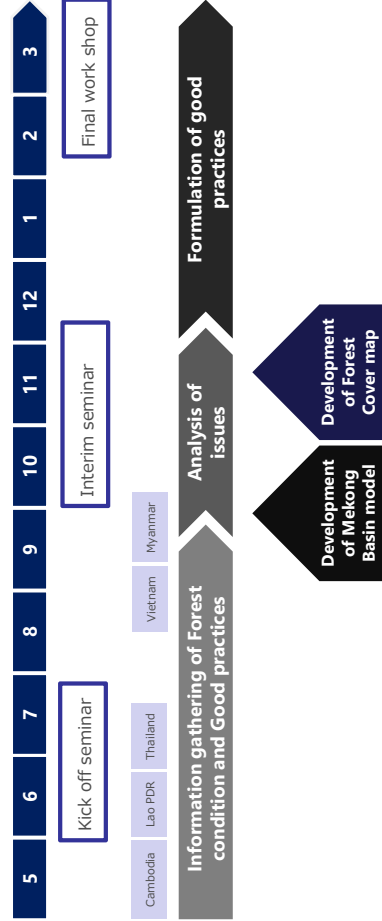 5
6
7
8
9
10
11
12
1
2
3
Kick off seminar
Interim seminar
Final work shop
Cambodia
Lao PDR
Thailand
Vietnam
Myanmar
Information gathering of Forest
condition and Good practices
Analysis of
issues
Formulation of good
practices
Development
of Mekong
Basin model
Development
of Forest
Cover map